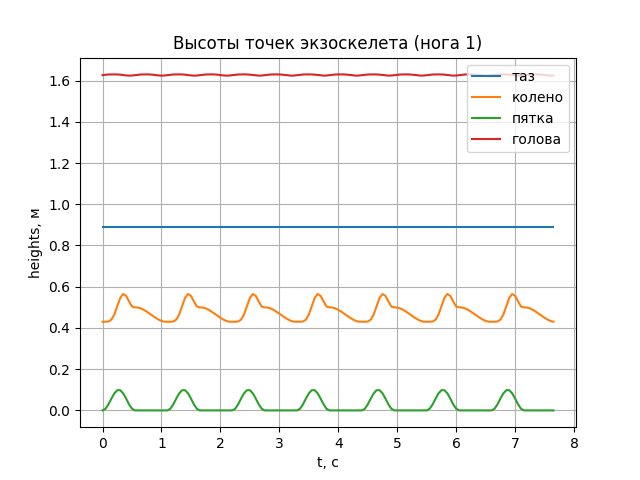 Высоты точек экзоскелета (нога 1)
heights, м
1.6
1.4
1.2
1.0
0.8
0.6
0.4
0.2
0.0
таз
колено
пятка
голова
0 1 2 3 4 5 6 7 8
t, с